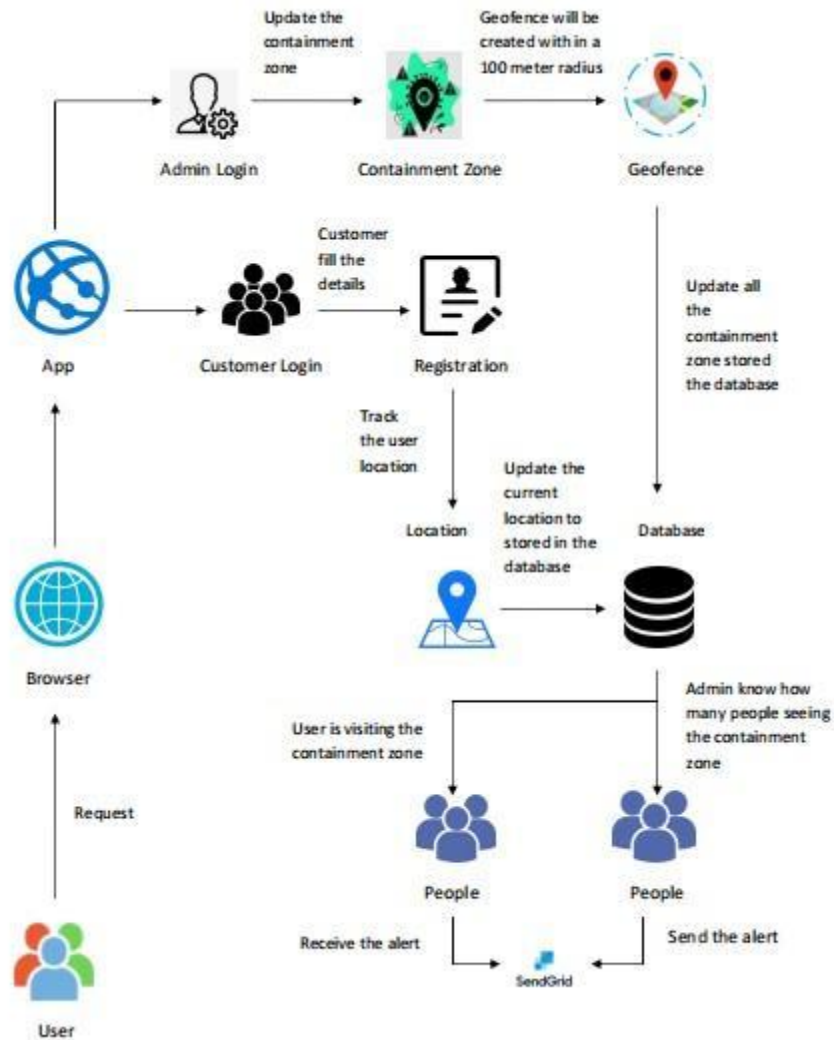 Update the
containment
zone
Geofence will be
created with in a
100 meter radius
Admin Login
Containment Zone
Geofence
Customer
fill the
details
App
Customer Login
Registration
Update all
the
containment
zone stored
the database
Track
the user
location
Update the
current
location to
stored in the
database
Location
Database
Browser
User is visiting the
containment zone
Admin know how
many people seeing
the containment
zone
Request
People
People
Receive the alert
Send the alert
SendGrid
User